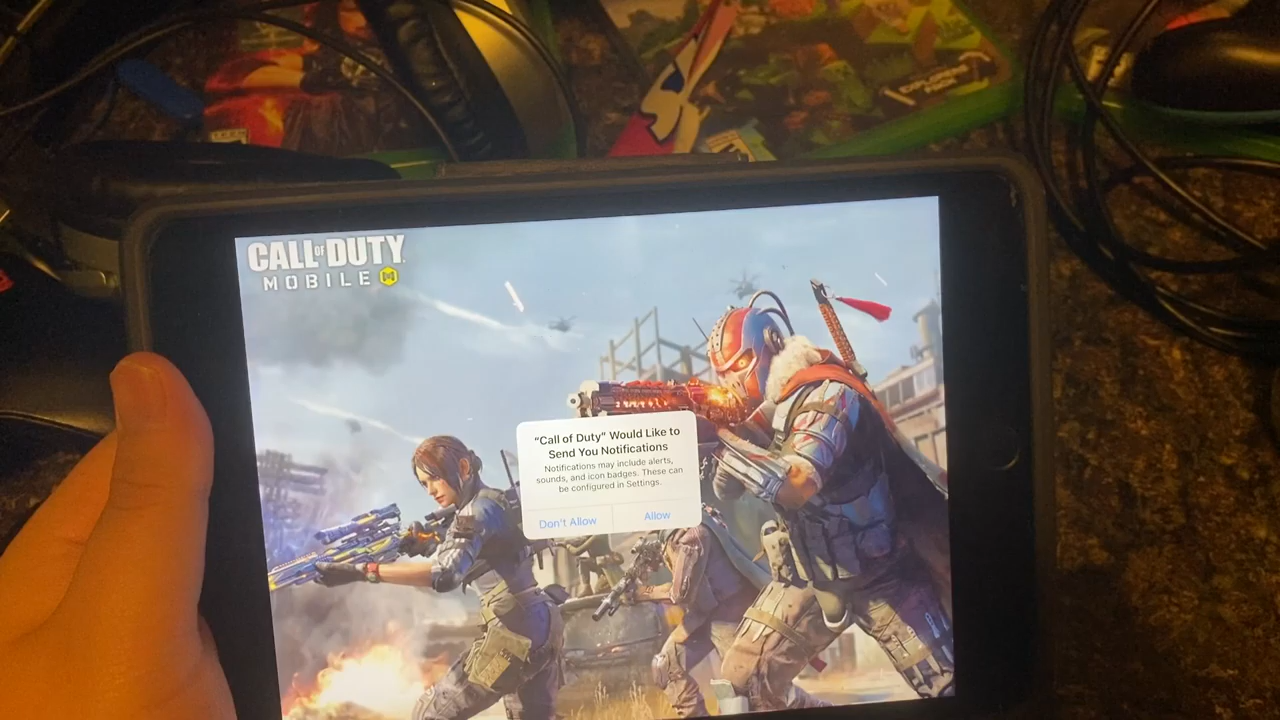 CALL OF DUTY
MOBILE
"Call of Duty" Would Like to
Send You Notifications
Notifications may include alerts,
sounds, and icon badges. These can
be configured in Settings.
Don't Allow
Allow